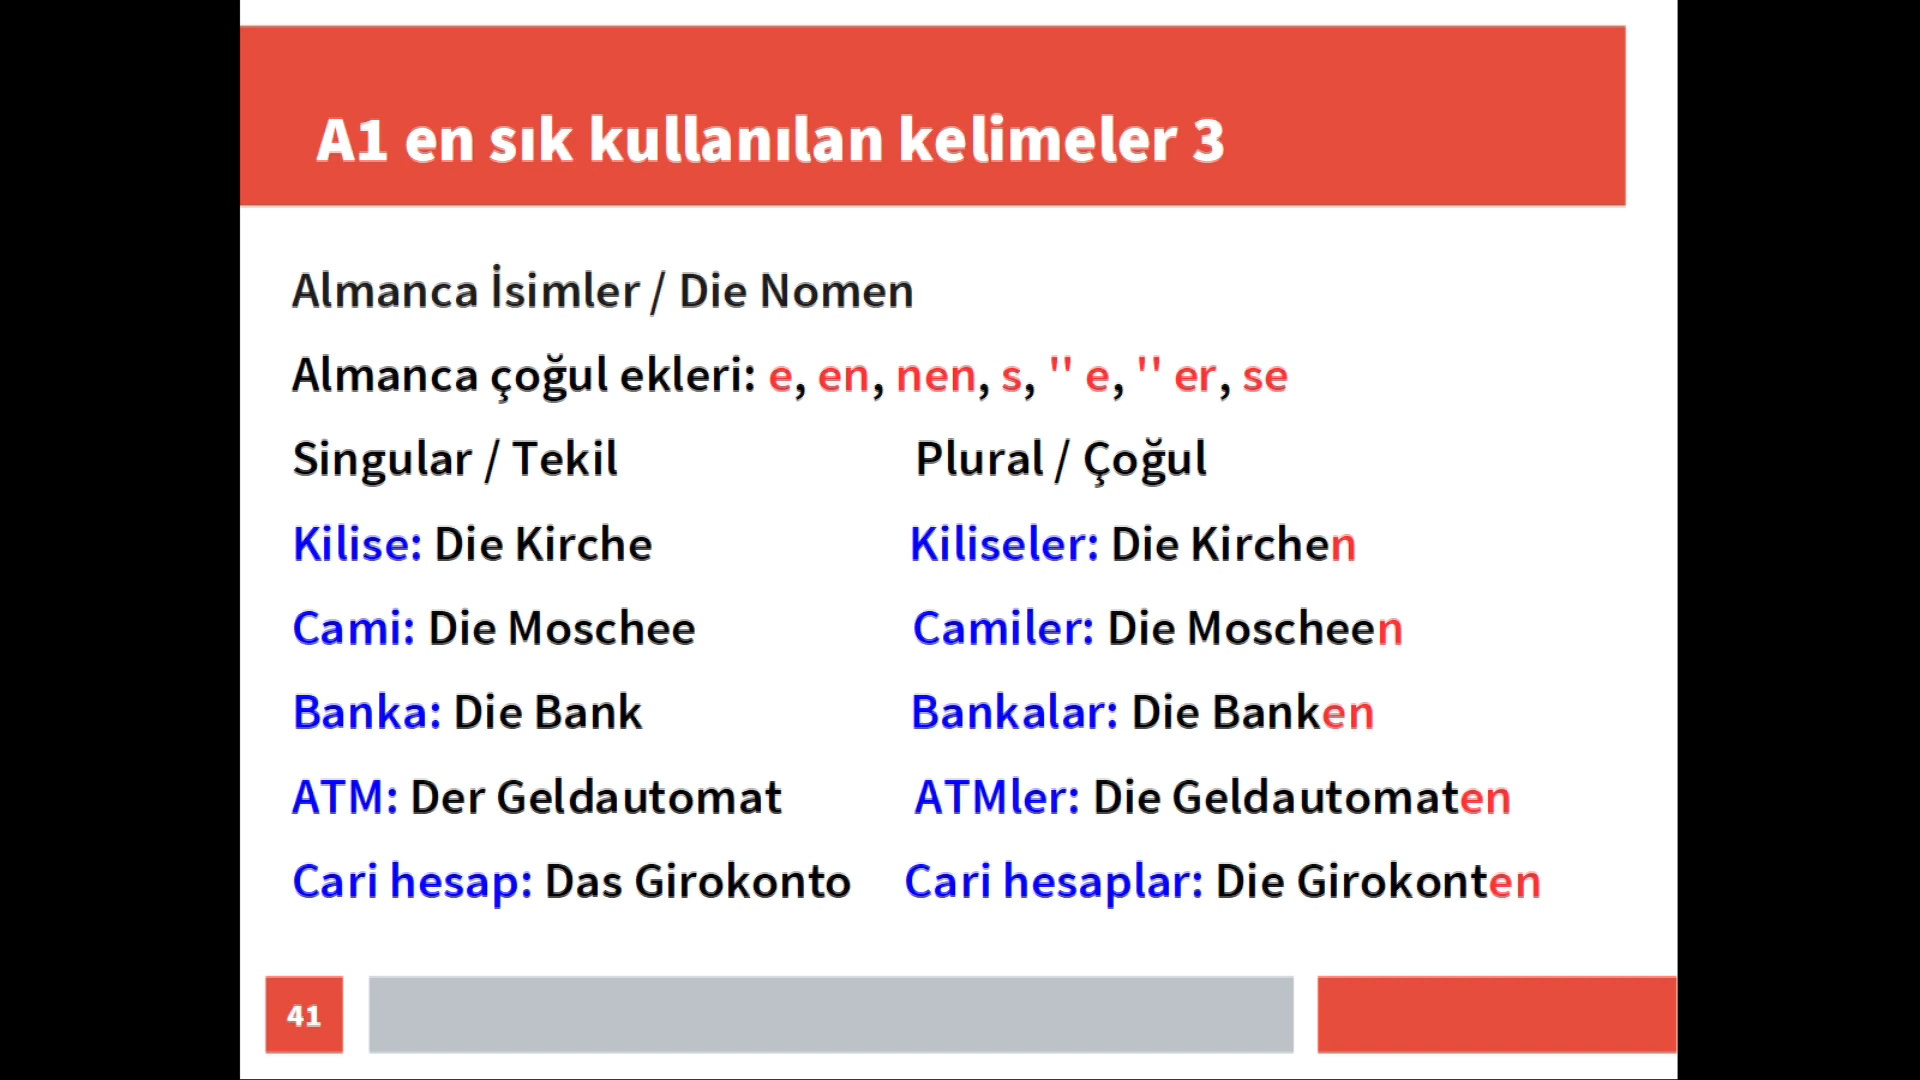 A1 en sık kullanılan kelimeler 3
Almanca İsimler / Die Nomen
Almanca çoğul ekleri: e, en, nen, s, '' e, '' er, se
Singular / Tekil Plural / Çoğul
Kilise: Die Kirche Kiliseler: Die Kirchen
Cami: Die Moschee Camiler: Die Moscheen
Banka: Die Bank Bankalar: Die Banken
ATM: Der Geldautomat ATMler: Die Geldautomaten
Cari hesap: Das Girokonto Cari hesaplar: Die Girokonten
41